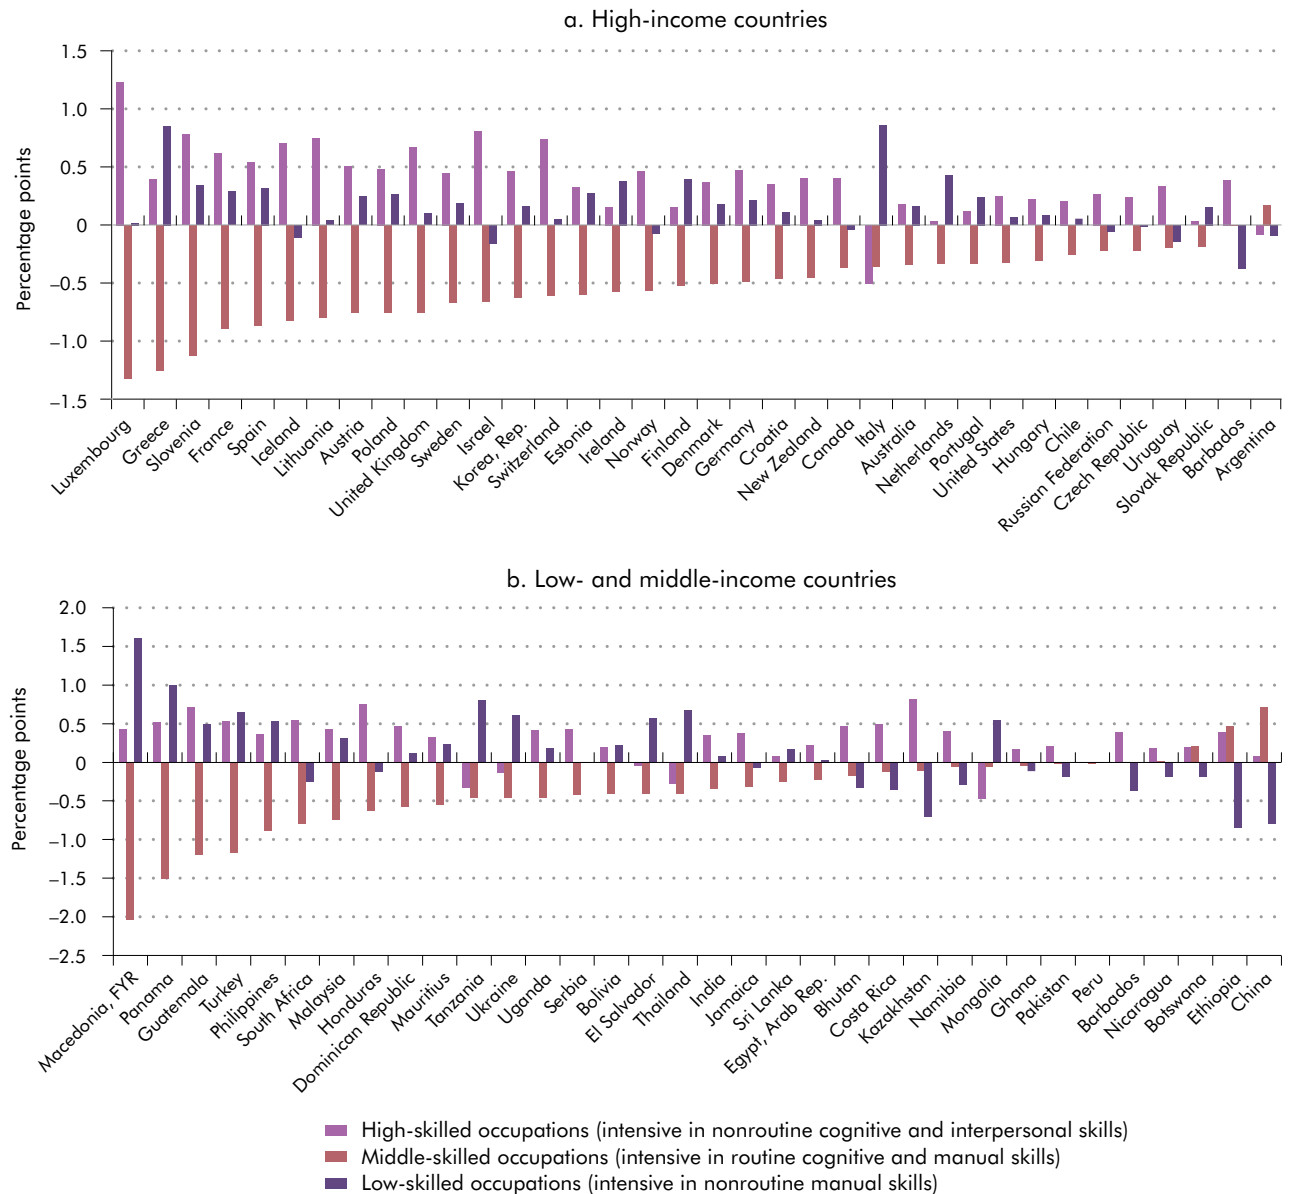 a. High-income countries
Percentage points
1.5
1.0
0.5
0
−0.5
−1.0
−1.5
Luxembourg
Greece
Slovenia
France
Spain
Iceland
Lithuania
Austria
Poland
United Kingdom
Sweden
Israel
Korea, Rep.
Switzerland
Estonia
Ireland
Norway
Finland
Denmark
Germany
Croatia
New Zealand
Canada
Italy
Australia
Netherlands
Portugal
United States
Hungary
Chile
Russian Federation
Czech Republic
Uruguay
Slovak Republic
Barbados
Argentina
b. Low- and middle-income countries
Percentage points
2.0
1.5
1.0
0.5
0
−0.5
−1.0
−1.5
−2.0
−2.5
Macedonia, FYR
Panama
Guatemala
Turkey
Philippines
South Africa
Malaysia
Honduras
Dominican Republic
Mauritius
Tanzania
Ukraine
Uganda
Serbia
Bolivia
El Salvador
Thailand
India
Jamaica
Sri Lanka
Egypt, Arab Rep.
Bhutan
Costa Rica
Kazakhstan
Namibia
Mongolia
Ghana
Pakistan
Peru
Barbados
Nicaragua
Botswana
Ethiopia
China
High-skilled occupations (intensive in nonroutine cognitive and interpersonal skills)
Middle-skilled occupations (intensive in routine cognitive and manual skills)
Low-skilled occupations (intensive in nonroutine manual skills)